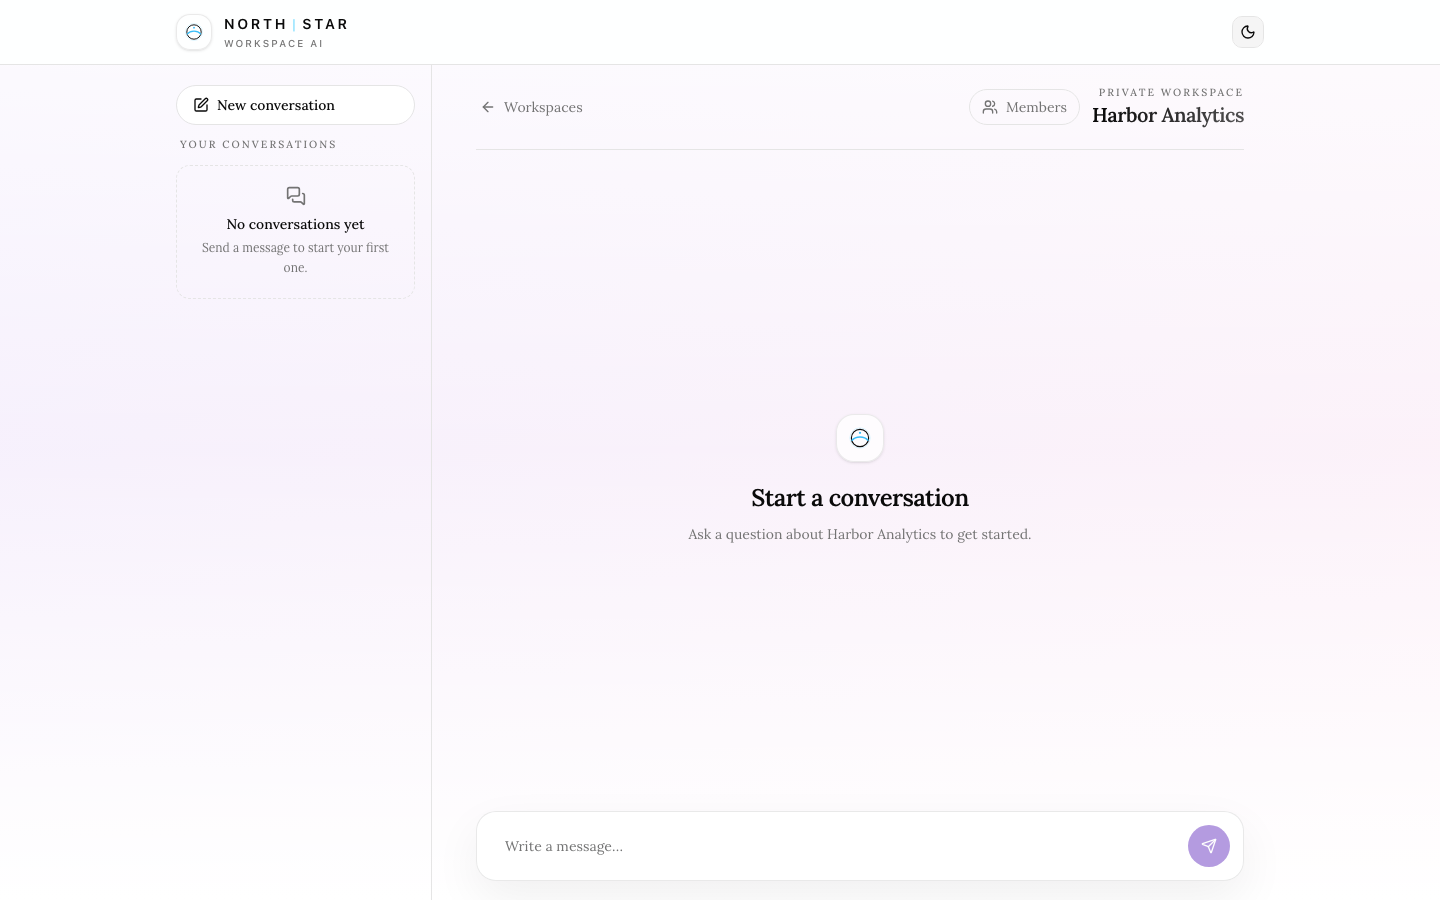 NORTH | STAR
WORKSPACE AI
New conversation
YOUR CONVERSATIONS
No conversations yet
Send a message to start your first
one.
Workspaces
Members
PRIVATE WORKSPACE
Harbor Analytics
Start a conversation
Ask a question about Harbor Analytics to get started.
Write a message...